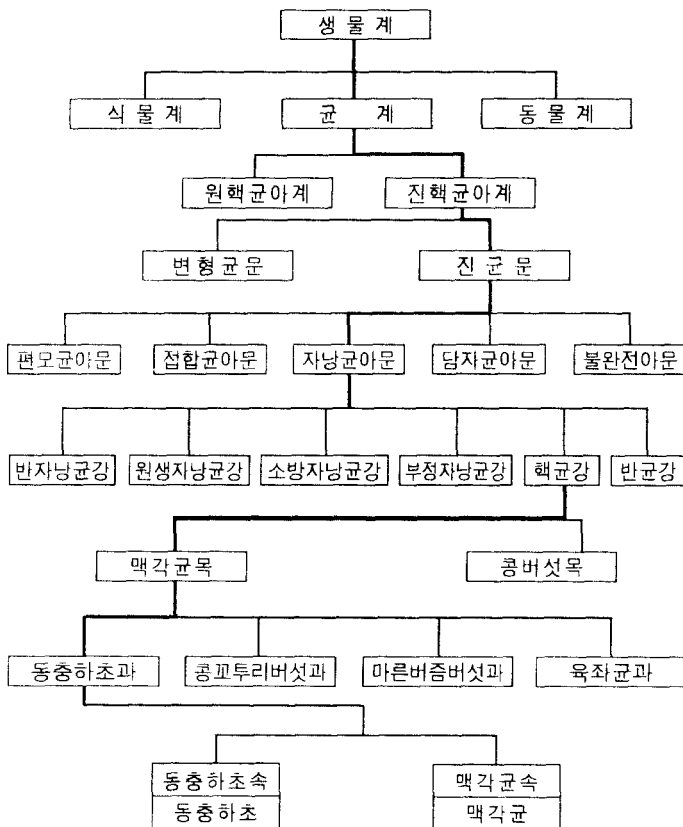 생 물 계
식 물 계
균 계
동 물 계
원핵균아계
진핵균아계
변형균문
진균문
편모균아문
접합균아문
자낭균아문
담자균아문
불완전아문
반자낭균강
원생자낭균강
소방자낭균강
부정자낭균강
핵균강
반균강
맥각균목
콩버섯목
동충하초과
콩꼬투리버섯과
마른버즘버섯과
육좌균과
동충하초속
동충하초
맥각균속
맥각균